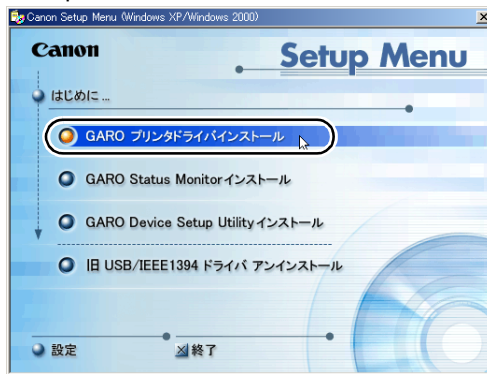 Canon Setup Menu (Windows XP/Windows 2000)
Canon
Setup Menu
はじめに...
GARO プリンタドライバインストール
GARO Status Monitorインストール
GARO Device Setup Utilityインストール
旧 USB/IEEE1394 ドライバ アンインストール
設定
終了